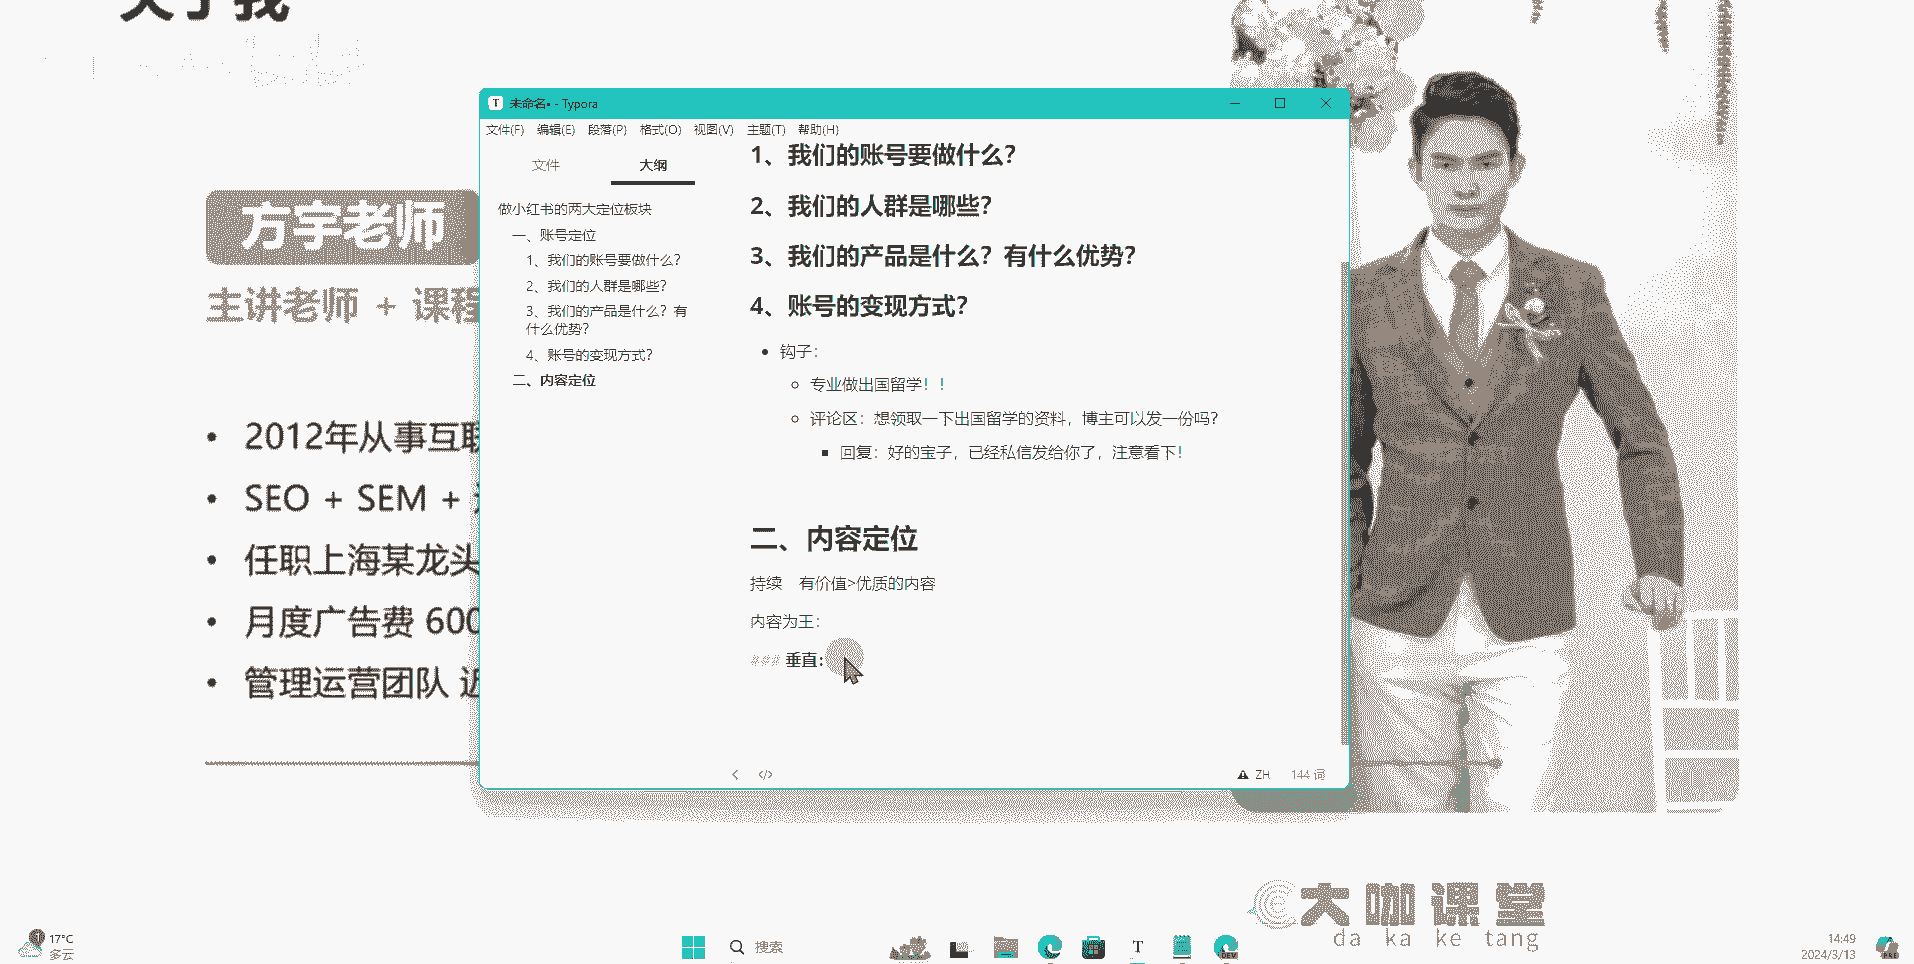 关于我
方宇老师
主讲老师 + 课程
2012年从事互联
SEO + SEM +
任职上海某龙头
月度广告费 600
管理运营团队 近
未命名• - Typora
文件(F) 编辑(E) 段落(P) 格式(O) 视图(V) 主题(T) 帮助(H)
文件 大纲
做小红书的两大定位板块
一、账号定位
1、我们的账号要做什么?
2、我们的人群是哪些?
3、我们的产品是什么? 有
什么优势?
4、账号的变现方式?
二、内容定位
1、我们的账号要做什么?
2、我们的人群是哪些?
3、我们的产品是什么? 有什么优势?
4、账号的变现方式?
钩子:
专业做出国留学! !
评论区: 想领取一下出国留学的资料, 博主可以发一份吗?
回复: 好的宝子, 已经私信发给你了, 注意看下!
二、内容定位
持续 有价值>优质的内容
内容为王:
### 垂直:
ZH 144 词
大咖课堂
da ka ke tang
17°C
多云
搜索
DEV
14:49
2024/3/13
PRE